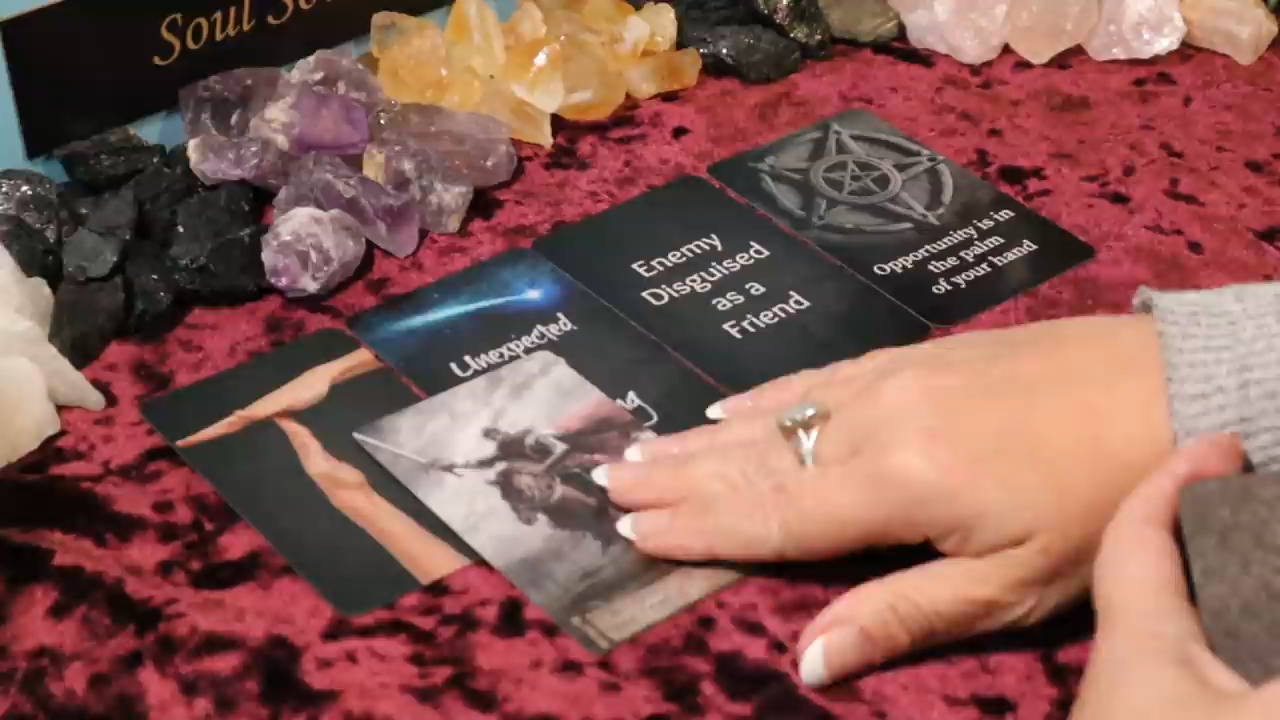 Soul
Unexpected
Enemy
Disguised
as a
Friend
Opportunity is in
the palm
of your hand